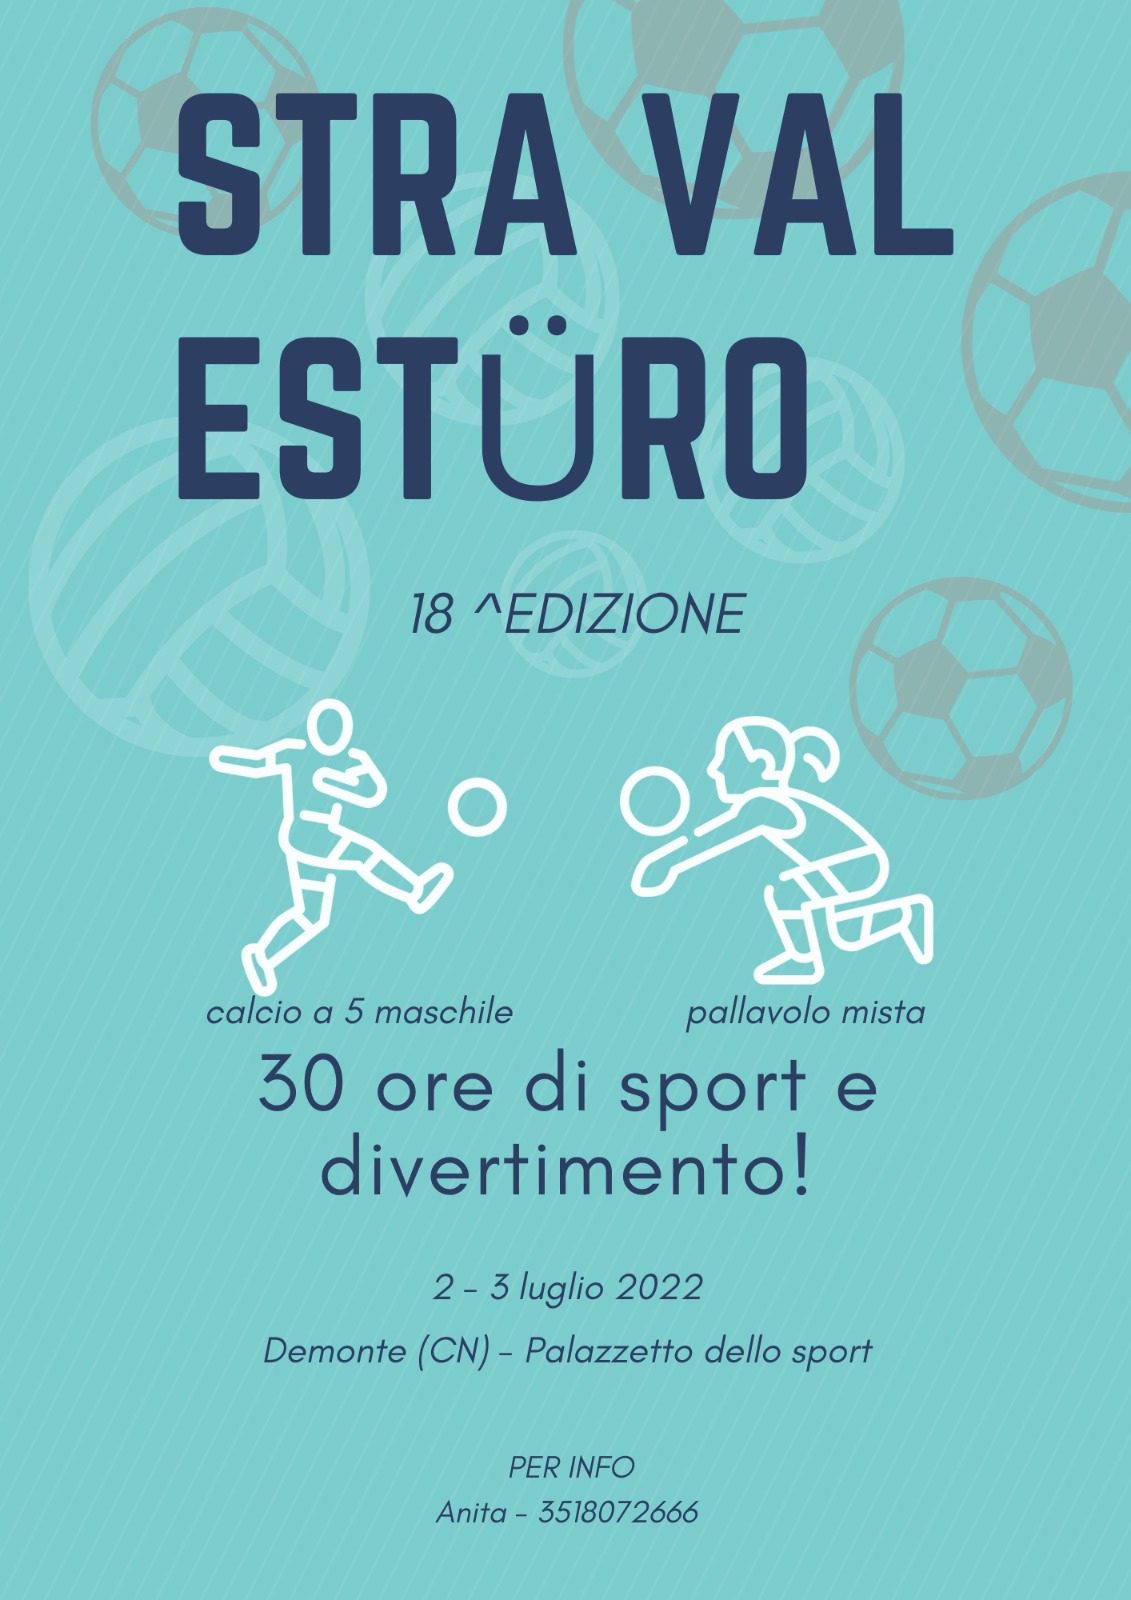 STRA VAL
ESTÜRO
18 ^EDIZIONE
calcio a 5 maschile
pallavolo mista
30 ore di sport e
divertimento!
2 - 3 luglio 2022
Demonte (CN) - Palazzetto dello sport
PER INFO
Anita - 3518072666